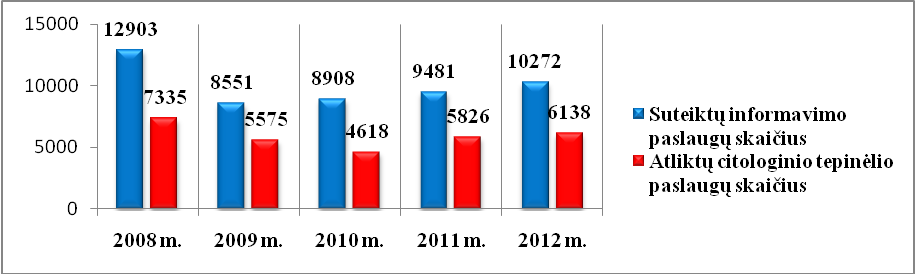 15000
10000
5000
0
12903
7335
8551
5575
8908
4618
9481
5826
10272
6138
2008 m.
2009 m.
2010 m.
2011 m.
2012 m.
Suteiktų informavimo
paslaugų skaičius
Atliktų citologinio tepinėlio
paslaugų skaičius